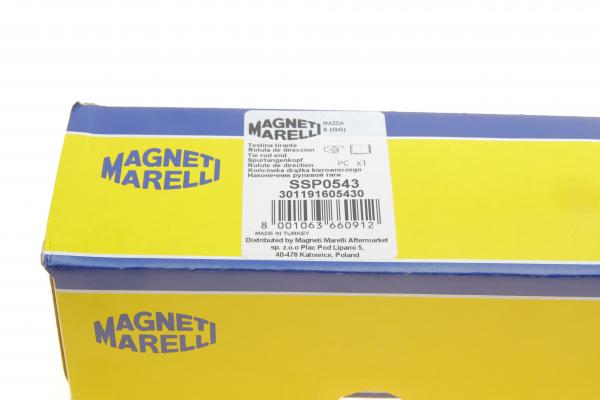 MAGNETI
MARELLI
MAGNETI
MARELLI
MAZDA
6 (GG)
Testina tirante
Rotula de direccion
Tie rod end
Spurtangenkopf
Rotule de direction
Końcówka drążka kierowniczego
Наконечник рулевой тяги
PC x1
SSP0543
301191605430
8 001063 660912
MADE IN TURKEY
Distributed by Magneti Marelli Aftermarket
sp. z.o.o Plac Pod Lipami 5,
40-476 Katowice, Poland
MAGNETI
MARELLI